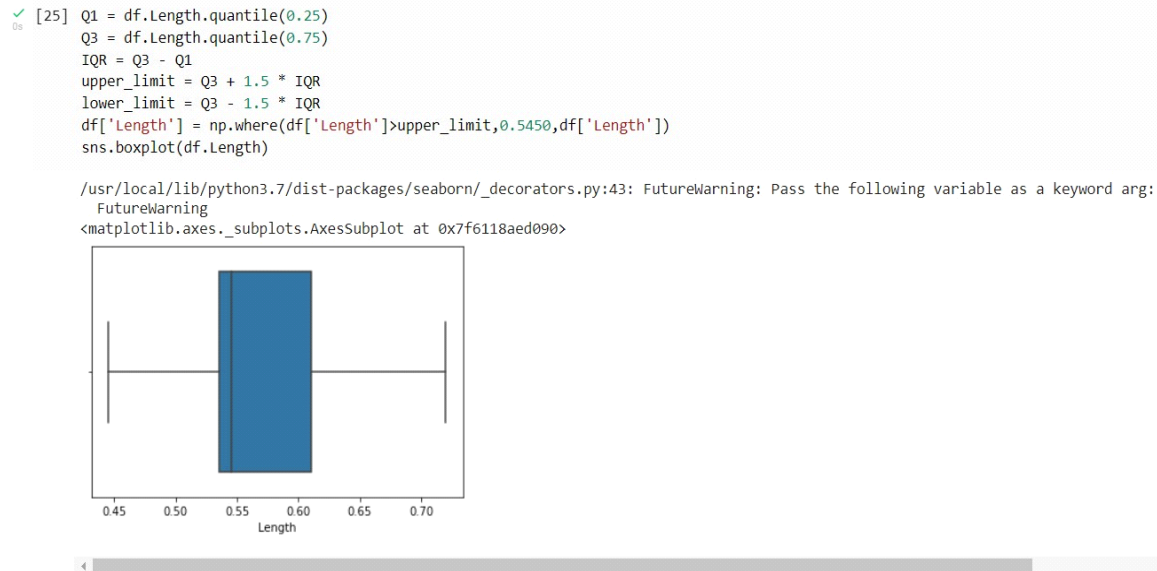 [25] Q1 = df.Length.quantile(0.25)
Q3 = df.Length.quantile(0.75)
IQR = Q3 - Q1
upper_limit = Q3 + 1.5 * IQR
lower_limit = Q3 - 1.5 * IQR
df['Length'] = np.where(df['Length']>upper_limit,0.5450,df['Length'])
sns.boxplot(df.Length)
0s
/usr/local/lib/python3.7/dist-packages/seaborn/_decorators.py:43: FutureWarning: Pass the following variable as a keyword arg:
FutureWarning
<matplotlib.axes._subplots.AxesSubplot at 0x7f6118aed090>
0.45 0.50 0.55 0.60 0.65 0.70
Length